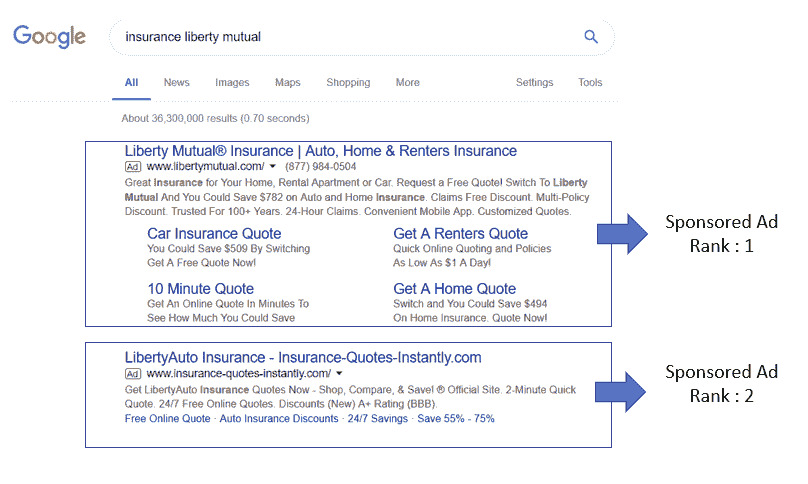 Google
insurance liberty mutual
All News Images Maps Shopping More Settings Tools
About 36,300,000 results (0.70 seconds)
Liberty Mutual® Insurance | Auto, Home & Renters Insurance
Ad www.libertymutual.com/ (877) 984-0504
Great Insurance for Your Home, Rental Apartment or Car. Request a Free Quote! Switch To Liberty
Mutual And You Could Save $782 on Auto and Home Insurance. Claims Free Discount. Multi-Policy
Discount. Trusted For 100+ Years. 24-Hour Claims. Convenient Mobile App. Customized Quotes.
Car Insurance Quote
You Could Save $509 By Switching
Get A Free Quote Now!
Get A Renters Quote
Quick Online Quoting and Policies
As Low As $1 A Day!
10 Minute Quote
Get An Online Quote In Minutes To
See How Much You Could Save
Get A Home Quote
Switch and You Could Save $494
On Home Insurance. Quote Now!
Sponsored Ad
Rank : 1
LibertyAuto Insurance - Insurance-Quotes-Instantly.com
Ad www.insurance-quotes-instantly.com/
Get LibertyAuto Insurance Quotes Now - Shop, Compare, & Save! ® Official Site. 2-Minute Quick
Quote. 24/7 Free Online Quotes. Discounts (New) A+ Rating (BBB).
Free Online Quote · Auto Insurance Discounts · 24/7 Savings · Save 55% - 75%
Sponsored Ad
Rank : 2